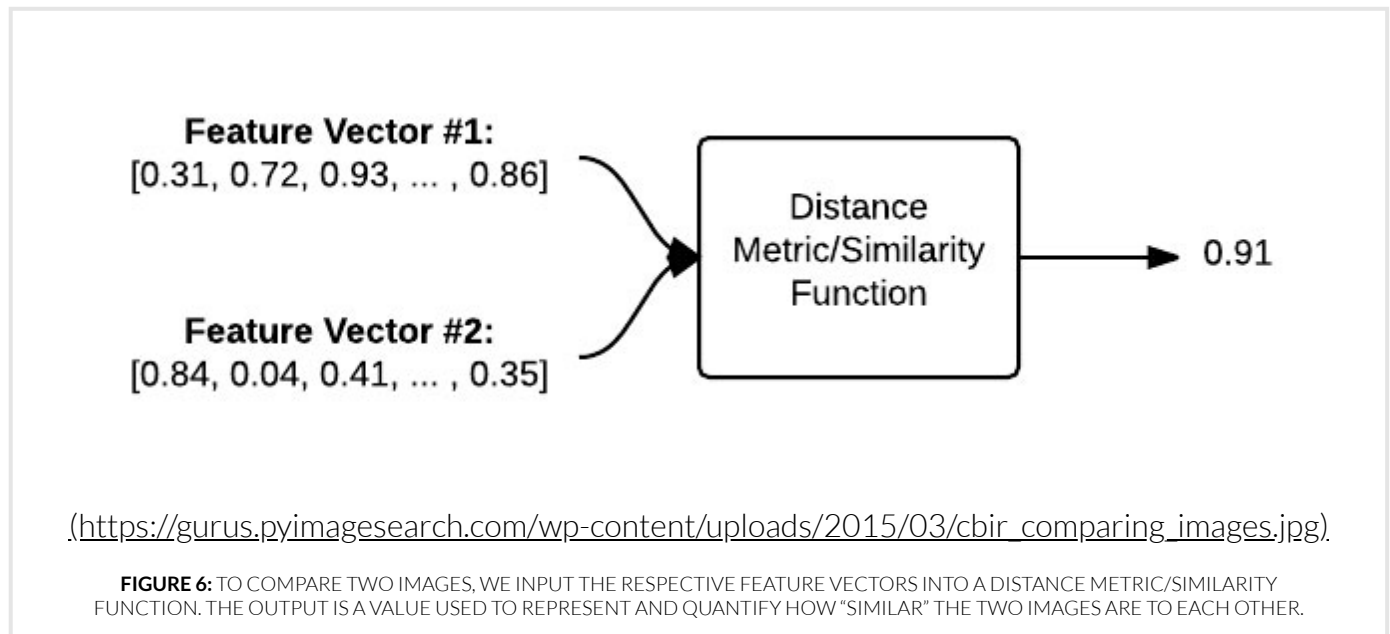 Feature Vector #1:
[0.31, 0.72, 0.93, ... , 0.86]
Feature Vector #2:
[0.84, 0.04, 0.41, ... , 0.35]
Distance
Metric/Similarity
Function
0.91
(https://gurus.pyimagesearch.com/wp-content/uploads/2015/03/cbir_comparing_images.jpg)
FIGURE 6: TO COMPARE TWO IMAGES, WE INPUT THE RESPECTIVE FEATURE VECTORS INTO A DISTANCE METRIC/SIMILARITY
FUNCTION. THE OUTPUT IS A VALUE USED TO REPRESENT AND QUANTIFY HOW “SIMILAR” THE TWO IMAGES ARE TO EACH OTHER.